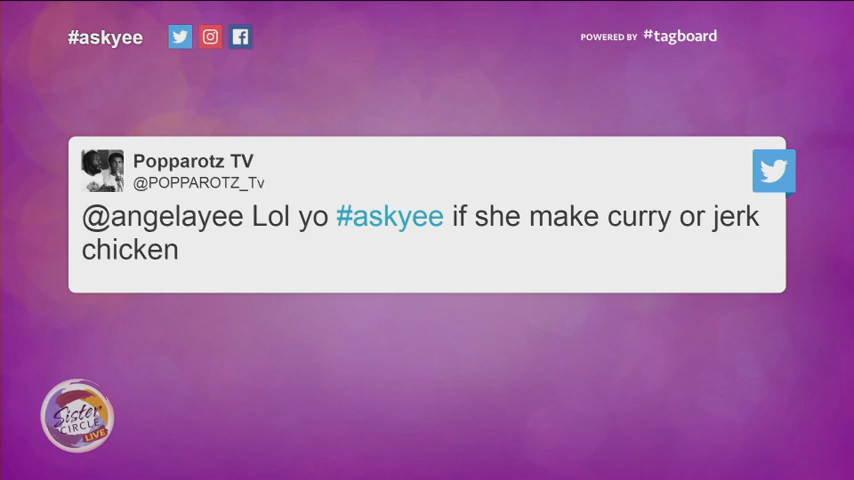 #askyee
POWERED BY #tagboard
Popparotz TV
@POPPAROTZ_Tv
@angelayee Lol yo #askyee if she make curry or jerk
chicken
Sister
CIRCLE
LIVE